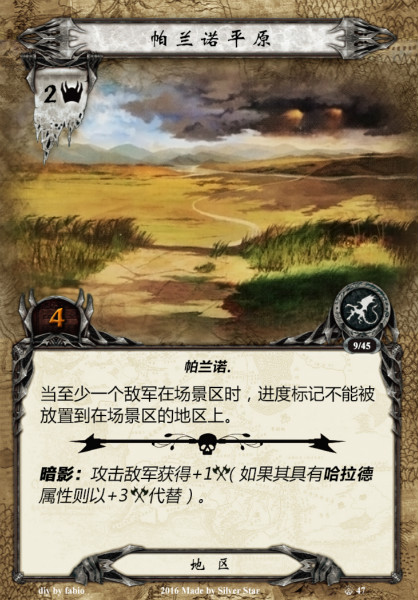 帕兰诺平原
2
4
9/45
帕兰诺.
当至少一个敌军在场景区时，进度标记不能被
放置到在场景区的地区上。
暗影：攻击敌军获得+1（如果其具有哈拉德
属性则以+3代替）。
地区
diy by fabio 2016 Made by Silver Star 47